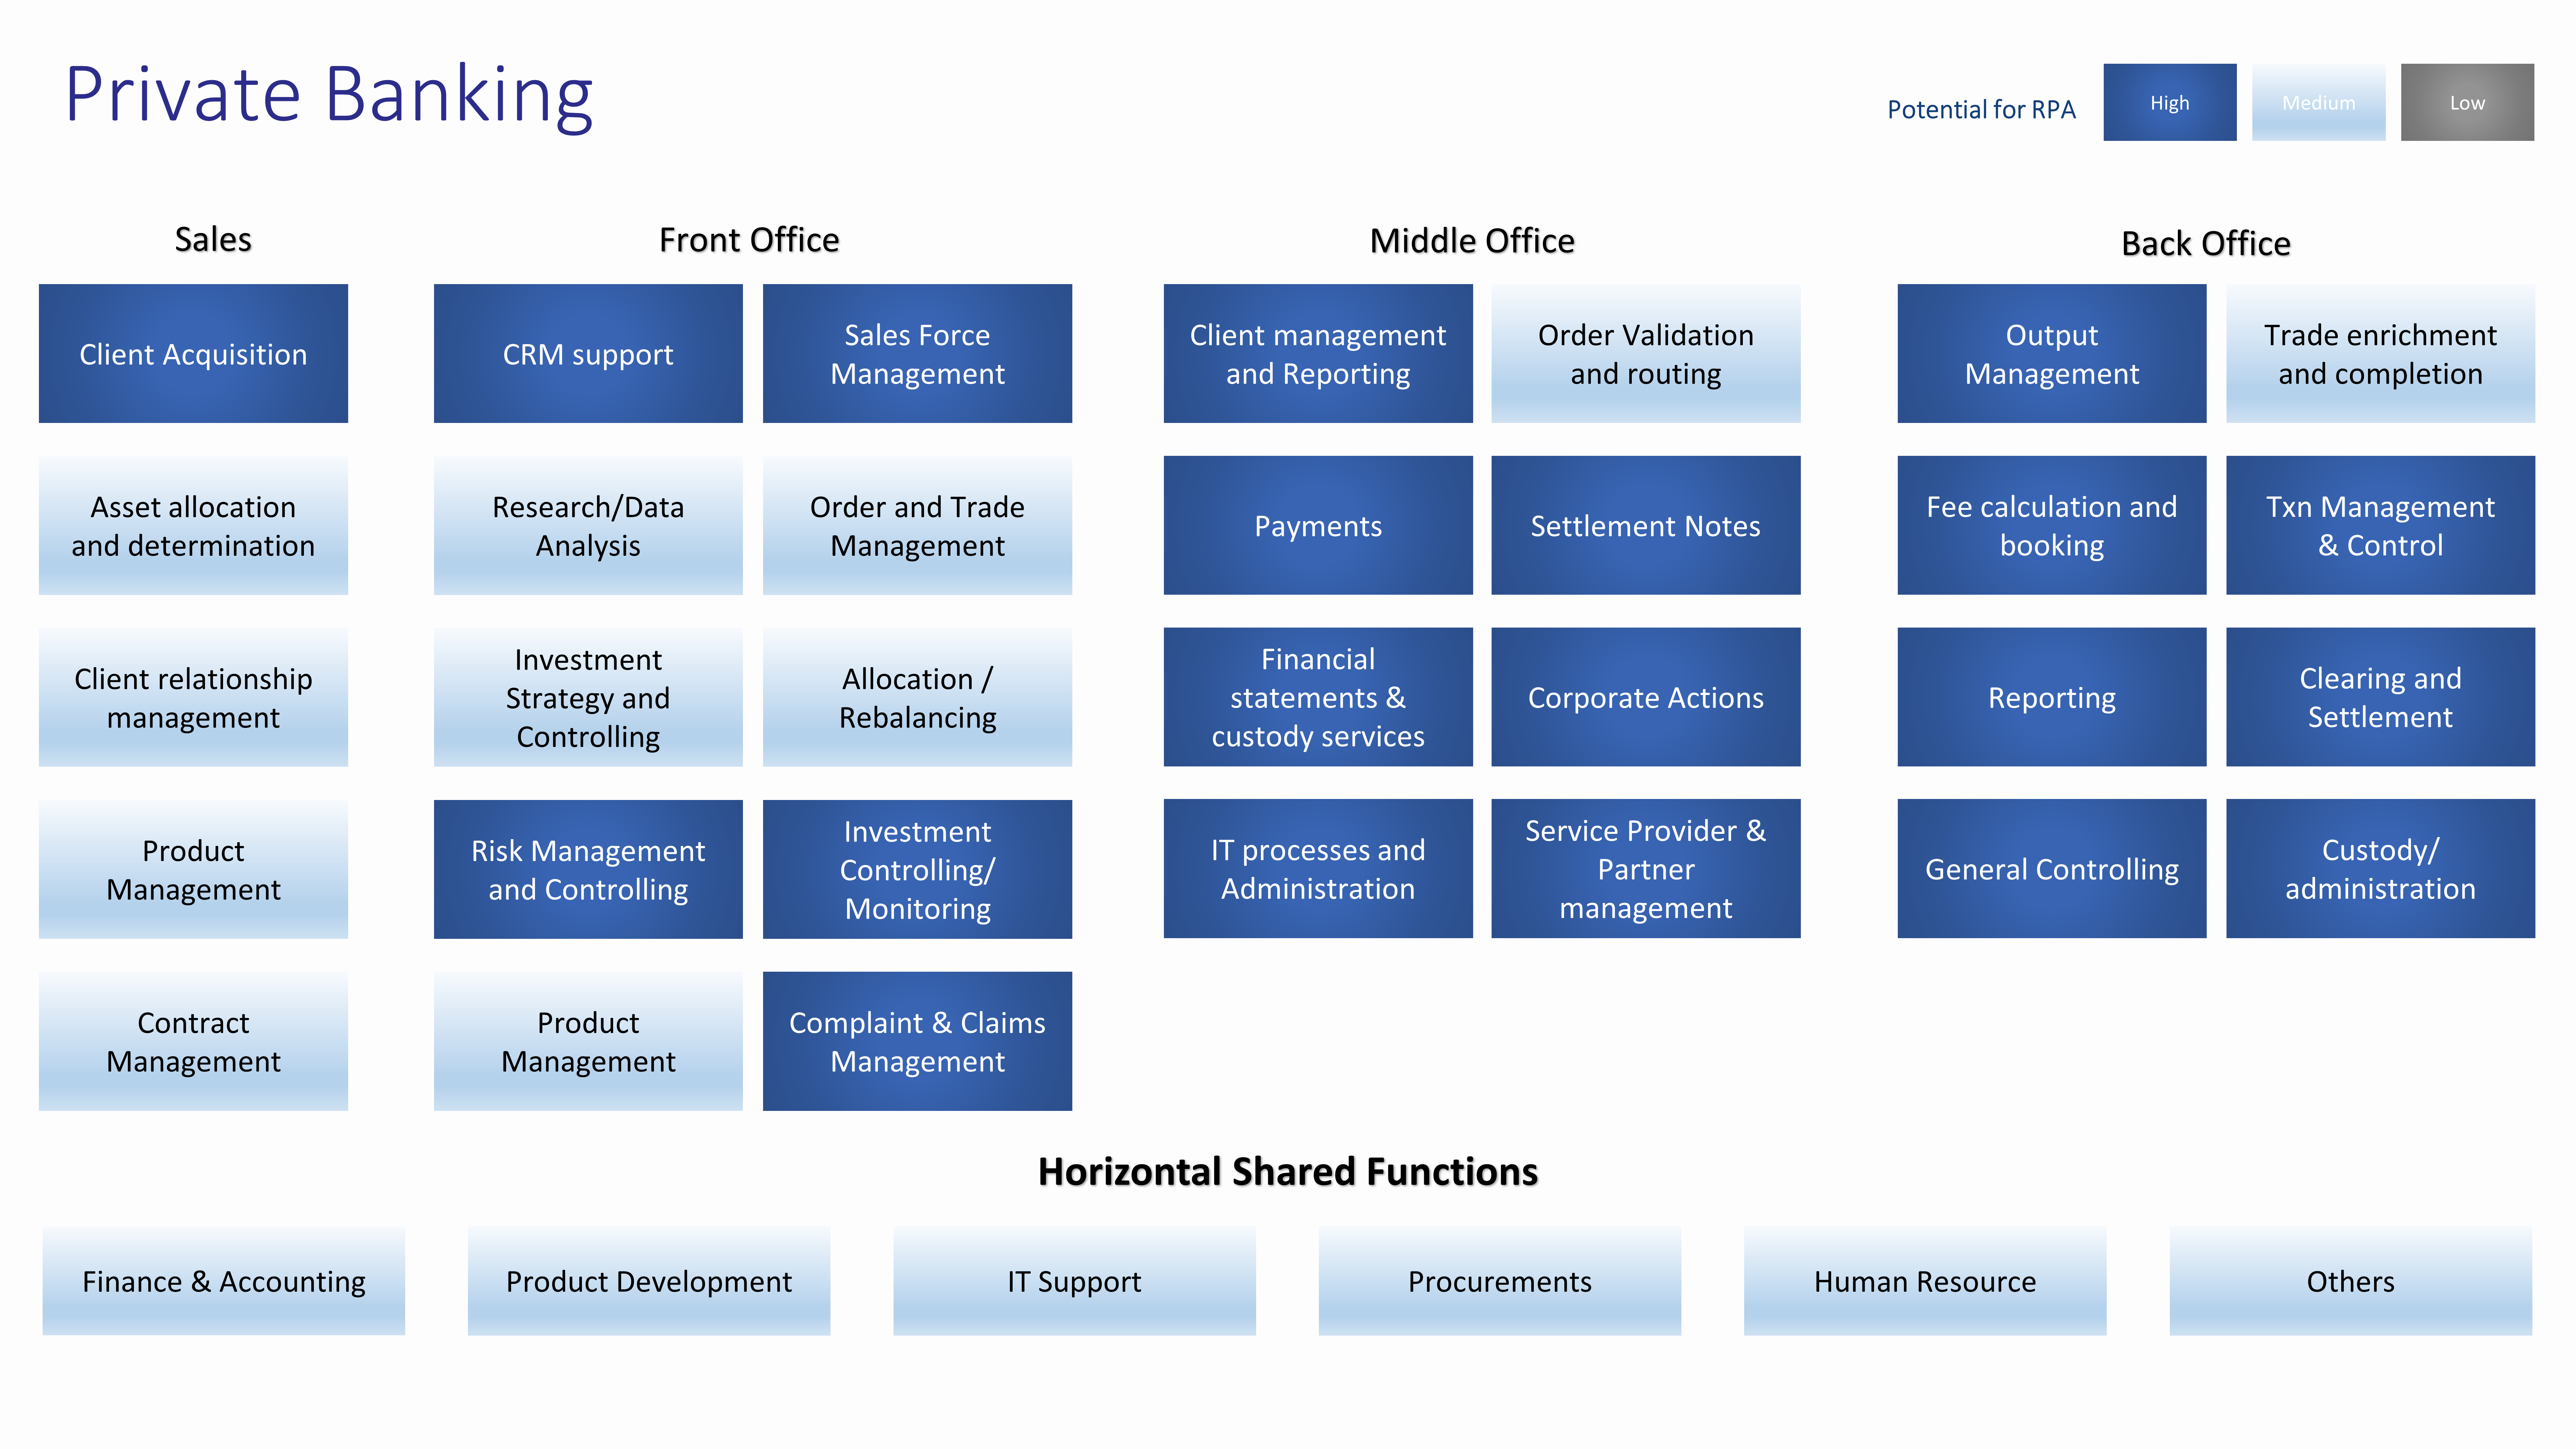 Private Banking
Potential for RPA
High
Medium
Low
Sales
Front Office
Middle Office
Back Office
Client Acquisition
CRM support
Sales Force
Management
Client management
and Reporting
Order Validation
and routing
Output
Management
Trade enrichment
and completion
Asset allocation
and determination
Research/Data
Analysis
Order and Trade
Management
Payments
Settlement Notes
Fee calculation and
booking
Txn Management
& Control
Client relationship
management
Investment
Strategy and
Controlling
Allocation /
Rebalancing
Financial
statements &
custody services
Corporate Actions
Reporting
Clearing and
Settlement
Product
Management
Risk Management
and Controlling
Investment
Controlling/
Monitoring
IT processes and
Administration
Service Provider &
Partner
management
General Controlling
Custody/
administration
Contract
Management
Product
Management
Complaint & Claims
Management
Horizontal Shared Functions
Finance & Accounting
Product Development
IT Support
Procurements
Human Resource
Others